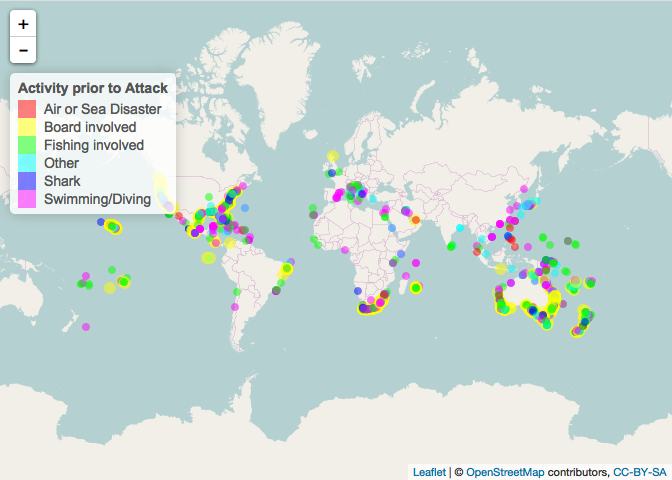 +
−
Activity prior to Attack
Air or Sea Disaster
Board involved
Fishing involved
Other
Shark
Swimming/Diving
Leaflet | © OpenStreetMap contributors, CC-BY-SA